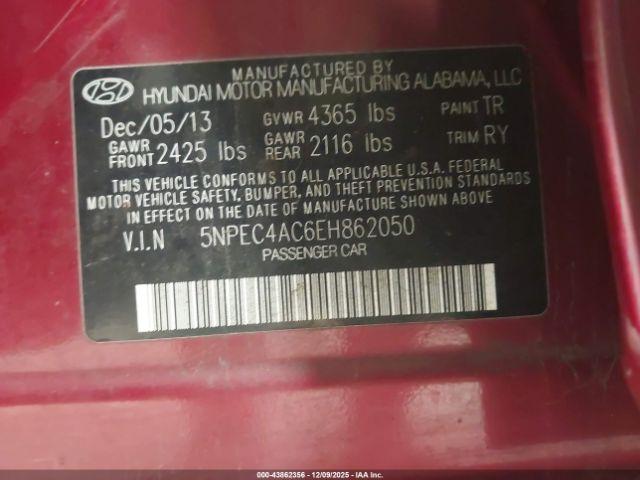 MANUFACTURED BY
HYUNDAI MOTOR MANUFACTURING ALABAMA, LLC
Dec/05/13 GVWR 4365 lbs PAINT TR
GAWR FRONT 2425 lbs GAWR REAR 2116 lbs TRIM RY
THIS VEHICLE CONFORMS TO ALL APPLICABLE U.S.A. FEDERAL
MOTOR VEHICLE SAFETY, BUMPER, AND THEFT PREVENTION STANDARDS
IN EFFECT ON THE DATE OF MANUFACTURE SHOWN ABOVE
V.I.N 5NPEC4AC6EH862050
PASSENGER CAR
000-43862356 | 12/09/2025 - IAA Inc.